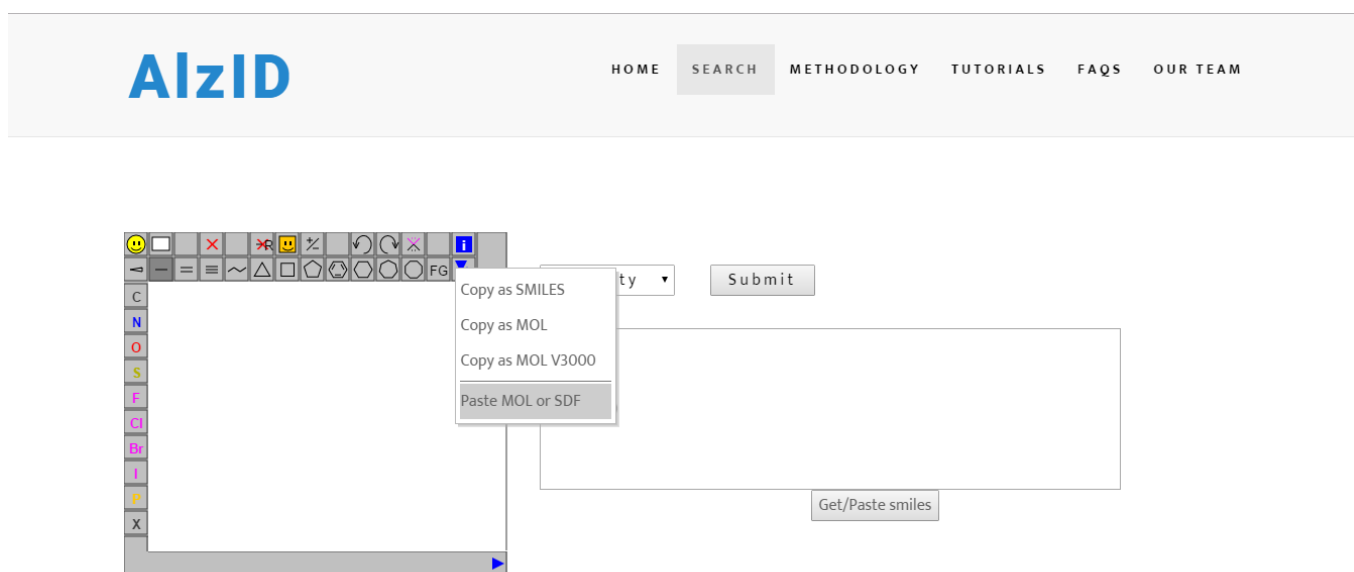 AlzID
HOME SEARCH METHODOLOGY TUTORIALS FAQS OUR TEAM
R +/- i
FG
Copy as SMILES
Copy as MOL
Copy as MOL V3000
Paste MOL or SDF
ty Submit
C
N
O
S
F
Cl
Br
I
P
X
Get/Paste smiles